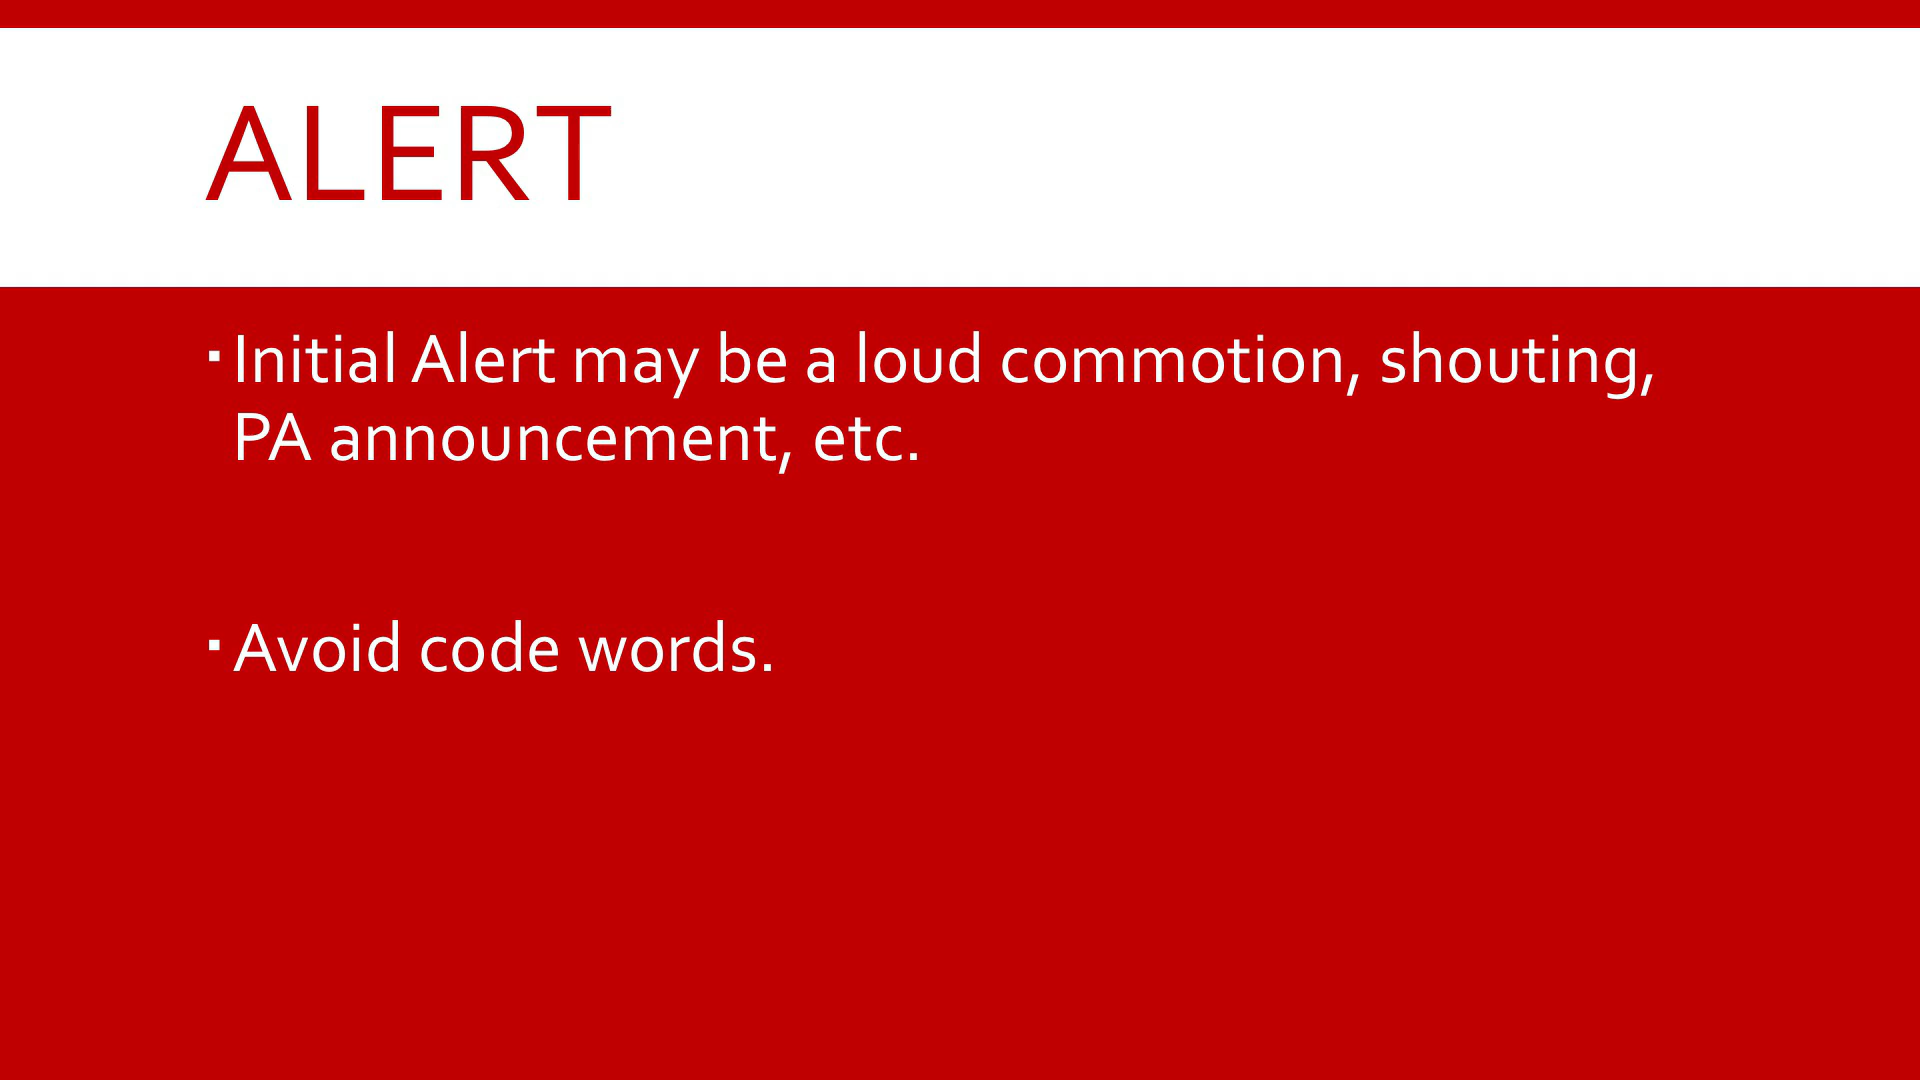 ALERT
▪ Initial Alert may be a loud commotion, shouting,
PA announcement, etc.
▪ Avoid code words.